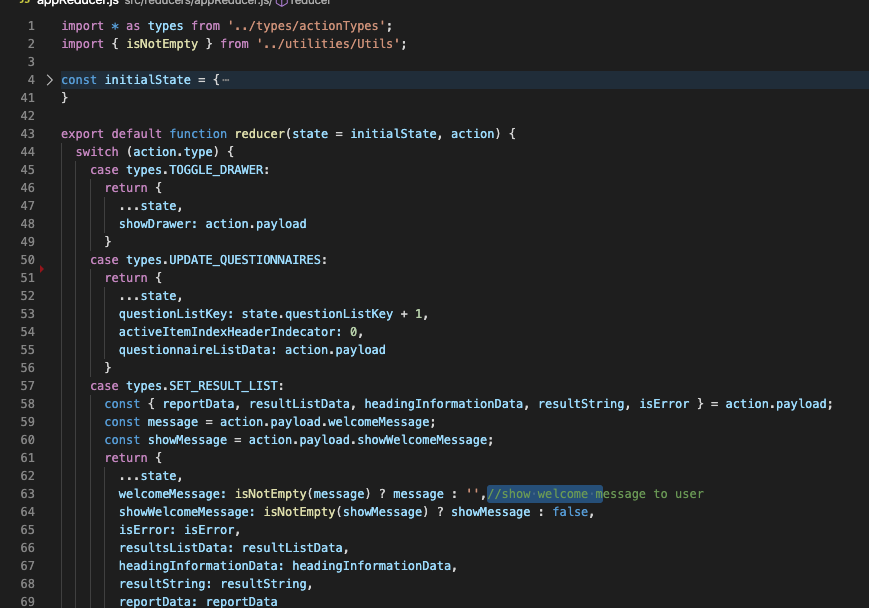 appReducer.js src/reducers/appReducer.js/ reducer
1 import * as types from '../types/actionTypes';
2 import { isNotEmpty } from '../utilities/Utils';
3
4 const initialState = {⋯
41 }
42
43 export default function reducer(state = initialState, action) {
44 switch (action.type) {
45 case types.TOGGLE_DRAWER:
46 return {
47 ...state,
48 showDrawer: action.payload
49 }
50 case types.UPDATE_QUESTIONNAIRES:
51 return {
52 ...state,
53 questionListKey: state.questionListKey + 1,
54 activeItemIndexHeaderIndecator: 0,
55 questionnaireListData: action.payload
56 }
57 case types.SET_RESULT_LIST:
58 const { reportData, resultListData, headingInformationData, resultString, isError } = action.payload;
59 const message = action.payload.welcomeMessage;
60 const showMessage = action.payload.showWelcomeMessage;
61 return {
62 ...state,
63 welcomeMessage: isNotEmpty(message) ? message : '',//show welcome message to user
64 showWelcomeMessage: isNotEmpty(showMessage) ? showMessage : false,
65 isError: isError,
66 resultsListData: resultListData,
67 headingInformationData: headingInformationData,
68 resultString: resultString,
69 reportData: reportData